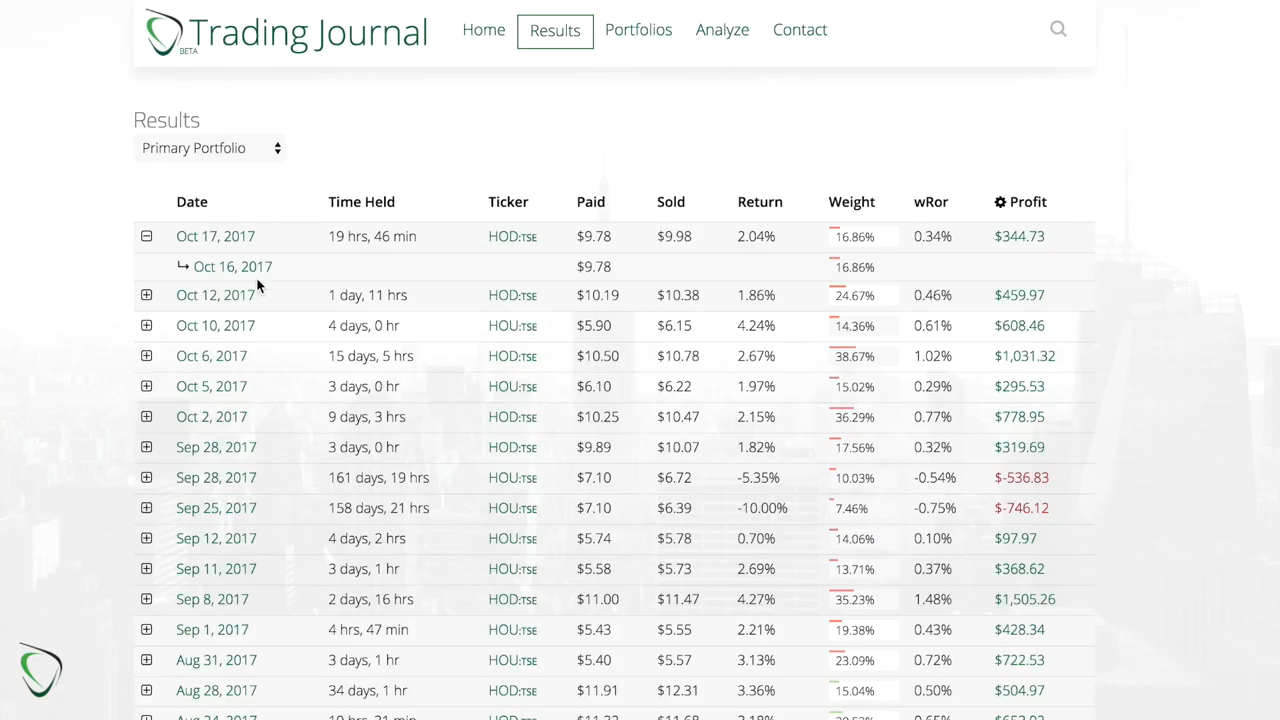 Trading Journal
BETA
Home Results Portfolios Analyze Contact
Results
Primary Portfolio
Date Time Held Ticker Paid Sold Return Weight wRor Profit
Oct 17, 2017 19 hrs, 46 min HOD:TSE $9.78 $9.98 2.04% 16.86% 0.34% $344.73
Oct 16, 2017 $9.78 16.86%
Oct 12, 2017 1 day, 11 hrs HOD:TSE $10.19 $10.38 1.86% 24.67% 0.46% $459.97
Oct 10, 2017 4 days, 0 hr HOU:TSE $5.90 $6.15 4.24% 14.36% 0.61% $608.46
Oct 6, 2017 15 days, 5 hrs HOD:TSE $10.50 $10.78 2.67% 38.67% 1.02% $1,031.32
Oct 5, 2017 3 days, 0 hr HOU:TSE $6.10 $6.22 1.97% 15.02% 0.29% $295.53
Oct 2, 2017 9 days, 3 hrs HOD:TSE $10.25 $10.47 2.15% 36.29% 0.77% $778.95
Sep 28, 2017 3 days, 0 hr HOD:TSE $9.89 $10.07 1.82% 17.56% 0.32% $319.69
Sep 28, 2017 161 days, 19 hrs HOU:TSE $7.10 $6.72 -5.35% 10.03% -0.54% $-536.83
Sep 25, 2017 158 days, 21 hrs HOU:TSE $7.10 $6.39 -10.00% 7.46% -0.75% $-746.12
Sep 12, 2017 4 days, 2 hrs HOU:TSE $5.74 $5.78 0.70% 14.06% 0.10% $97.97
Sep 11, 2017 3 days, 1 hr HOU:TSE $5.58 $5.73 2.69% 13.71% 0.37% $368.62
Sep 8, 2017 2 days, 16 hrs HOD:TSE $11.00 $11.47 4.27% 35.23% 1.48% $1,505.26
Sep 1, 2017 4 hrs, 47 min HOU:TSE $5.43 $5.55 2.21% 19.38% 0.43% $428.34
Aug 31, 2017 3 days, 1 hr HOU:TSE $5.40 $5.57 3.13% 23.09% 0.72% $722.53
Aug 28, 2017 34 days, 1 hr HOD:TSE $11.91 $12.31 3.36% 15.04% 0.50% $504.97